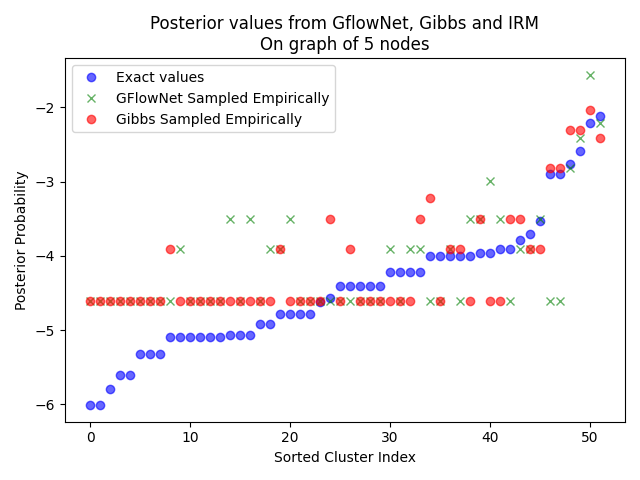 Posterior values from GflowNet, Gibbs and IRM
On graph of 5 nodes
Exact values
GFlowNet Sampled Empirically
Gibbs Sampled Empirically
Posterior Probability
−2
−3
−4
−5
−6
0
10
20
30
40
50
Sorted Cluster Index